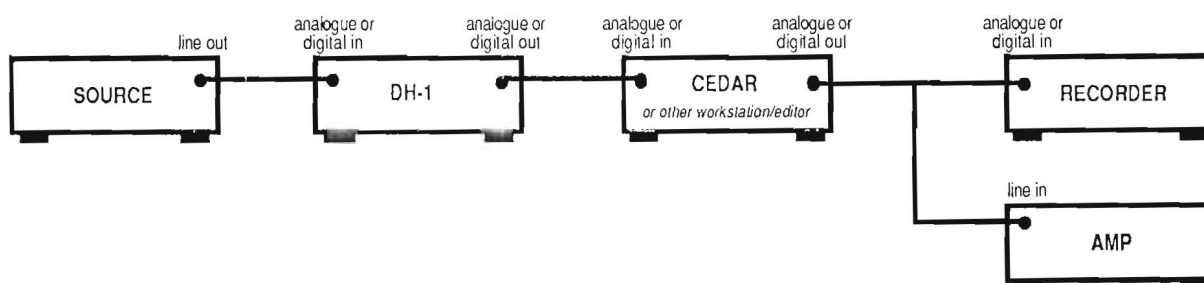 line out
analogue or
digital in
analogue or
digital out
analogue or
digital in
analogue or
digital out
analogue or
digital in
SOURCE
DH-1
CEDAR
or other workstation/editor
RECORDER
line in
AMP